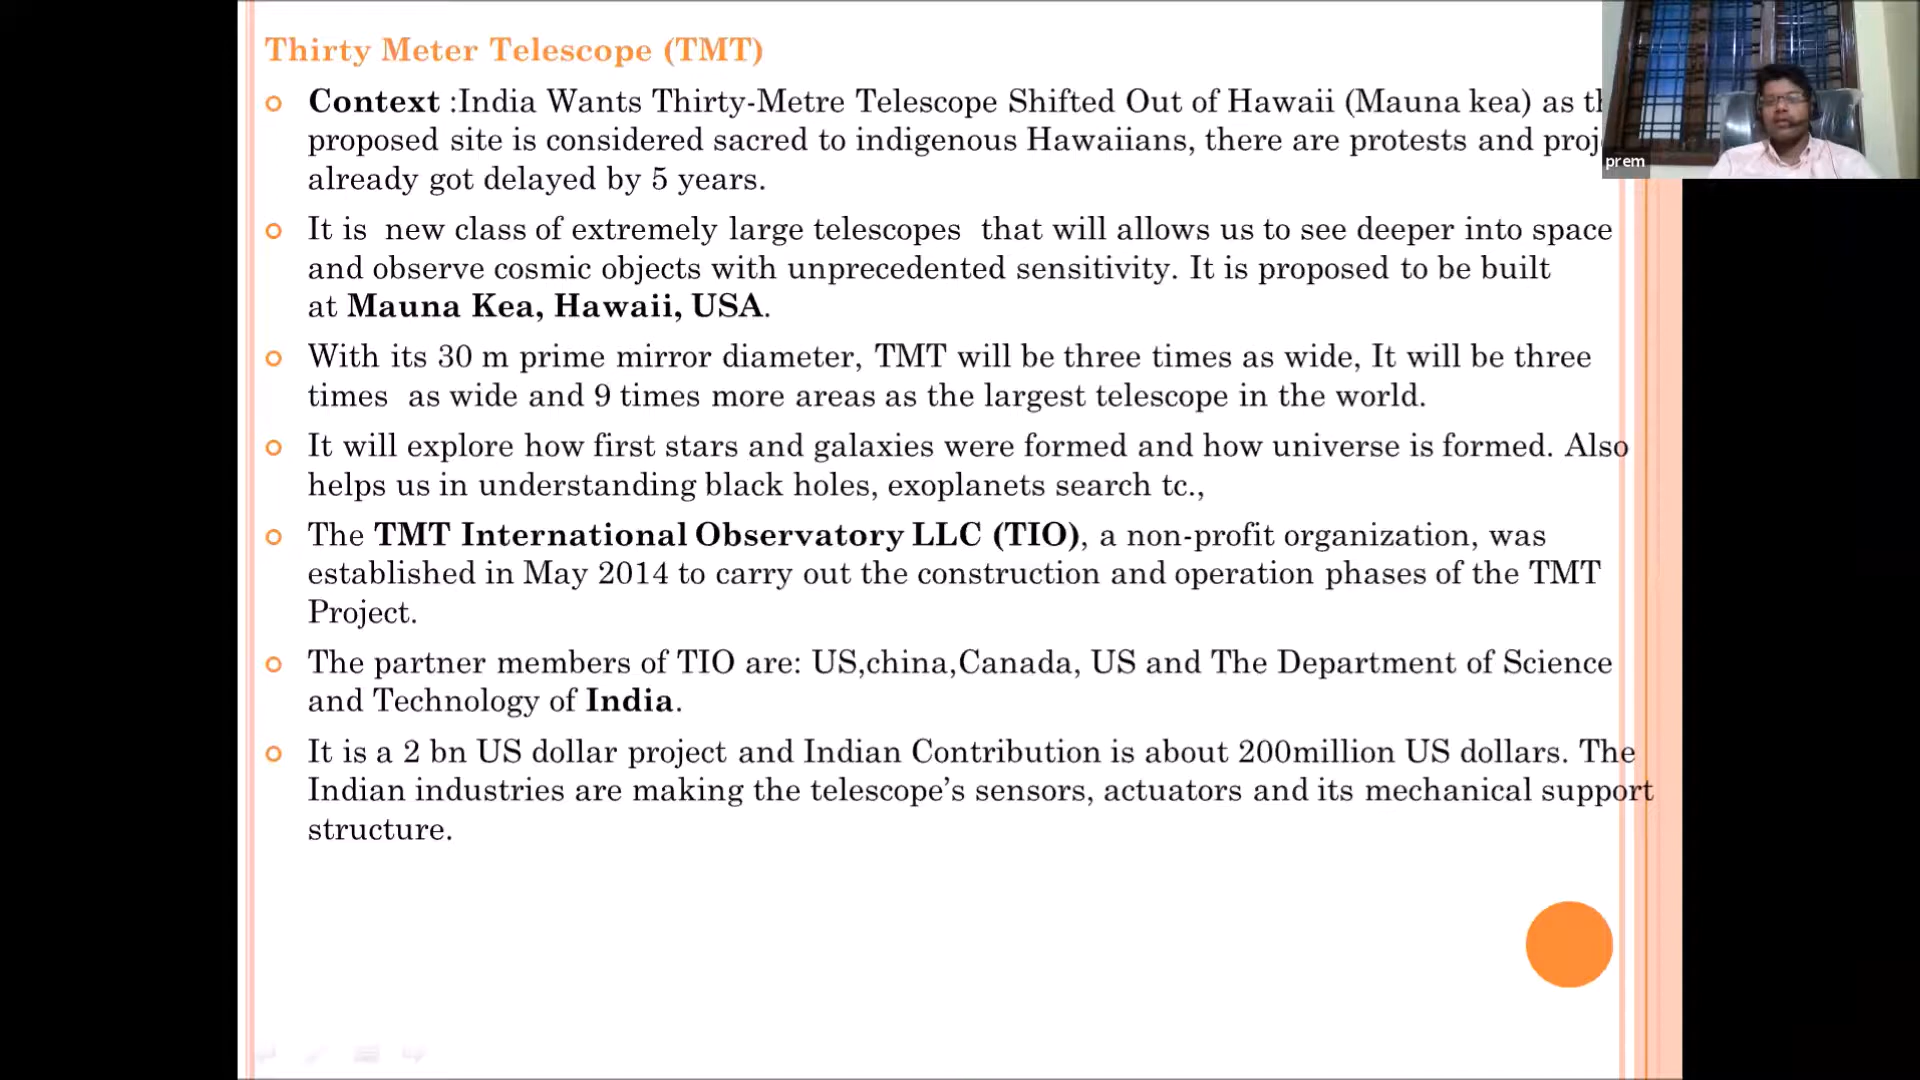 Thirty Meter Telescope (TMT)
Context :India Wants Thirty-Metre Telescope Shifted Out of Hawaii (Mauna kea) as
proposed site is considered sacred to indigenous Hawaiians, there are protests and
already got delayed by 5 years.
It is new class of extremely large telescopes that will allows us to see deeper into space
and observe cosmic objects with unprecedented sensitivity. It is proposed to be built
at Mauna Kea, Hawaii, USA.
With its 30 m prime mirror diameter, TMT will be three times as wide, It will be three
times as wide and 9 times more areas as the largest telescope in the world.
It will explore how first stars and galaxies were formed and how universe is formed. Also
helps us in understanding black holes, exoplanets search tc.,
The TMT International Observatory LLC (TIO), a non-profit organization, was
established in May 2014 to carry out the construction and operation phases of the TMT
Project.
The partner members of TIO are: US,china,Canada, US and The Department of Science
and Technology of India.
It is a 2 bn US dollar project and Indian Contribution is about 200million US dollars. The
Indian industries are making the telescope’s sensors, actuators and its mechanical support
structure.
prem